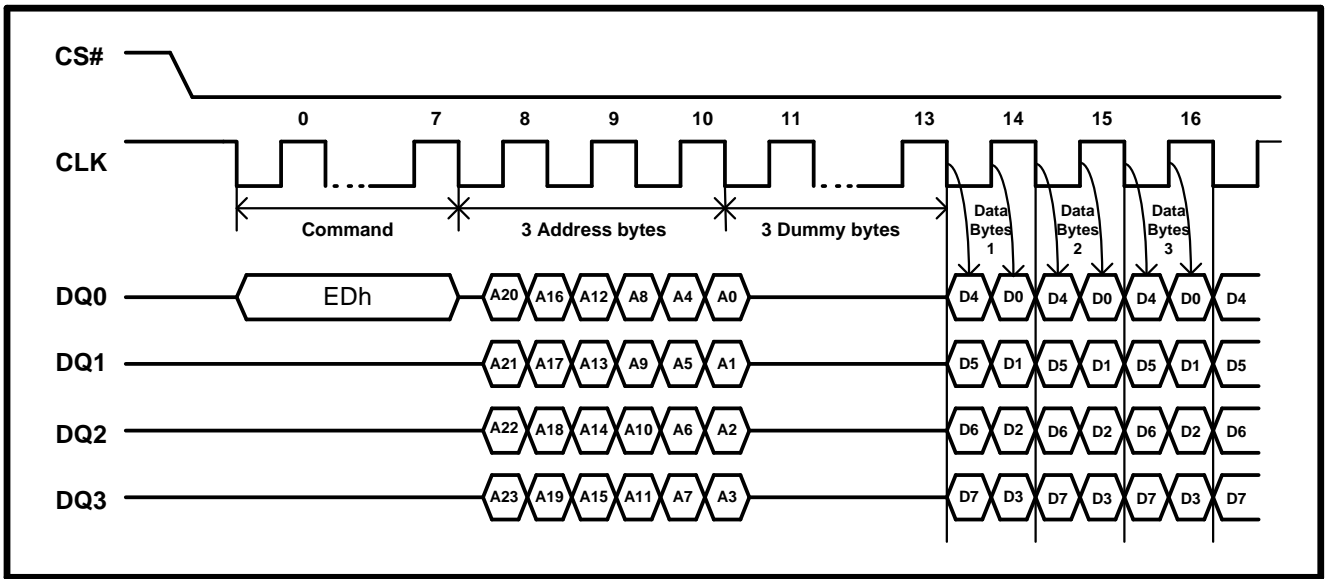 CS#
0 7 8 9 10 11 13 14 15 16
CLK
Command 3 Address bytes 3 Dummy bytes
Data Bytes 1
Data Bytes 2
Data Bytes 3
DQ0 EDh A20 A16 A12 A8 A4 A0 D4 D0 D4 D0 D4 D0 D4
DQ1 A21 A17 A13 A9 A5 A1 D5 D1 D5 D1 D5 D1 D5
DQ2 A22 A18 A14 A10 A6 A2 D6 D2 D6 D2 D6 D2 D6
DQ3 A23 A19 A15 A11 A7 A3 D7 D3 D7 D3 D7 D3 D7